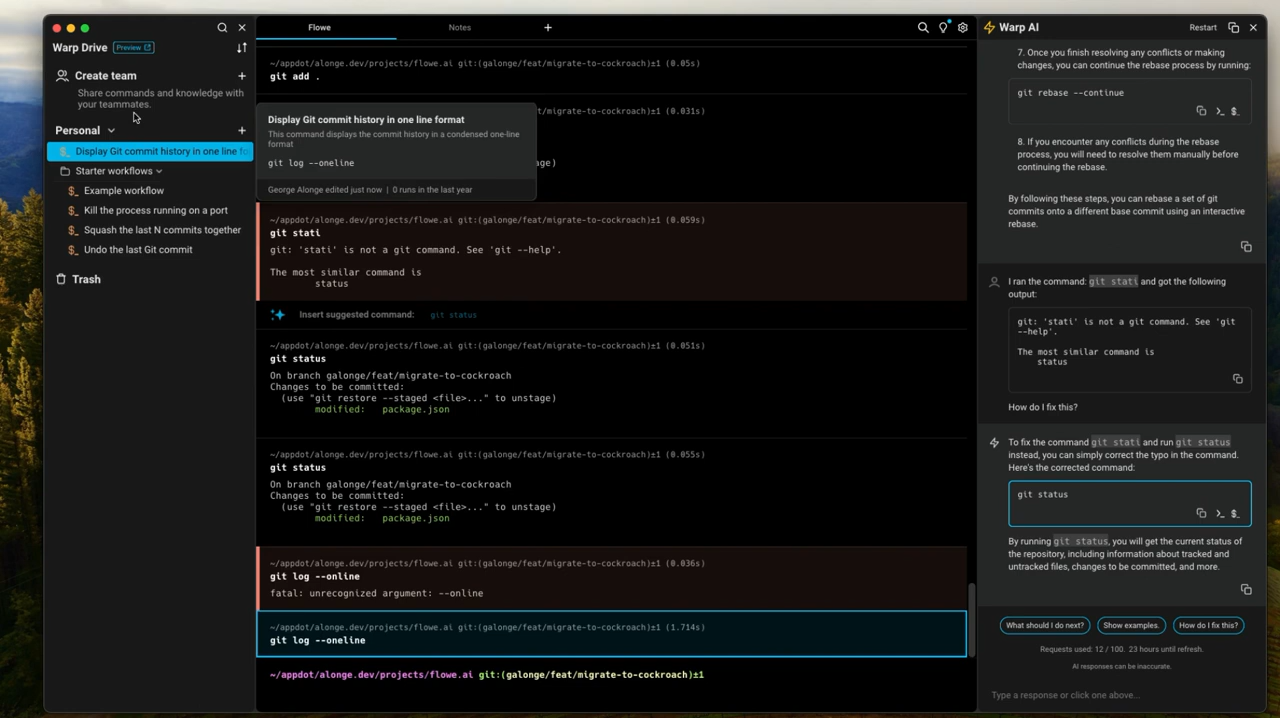 Warp Drive
Preview
Create team
Share commands and knowledge with
your teammates.
Personal
Display Git commit history in one line fo
Starter workflows
Example workflow
Kill the process running on a port
Squash the last N commits together
Undo the last Git commit
Trash
Flowe
Notes
~/appdot/alonge.dev/projects/flowe.ai git:(galonge/feat/migrate-to-cockroach)±1 (0.05s)
git add .
t/migrate-to-cockroach)±1 (0.031s)
Display Git commit history in one line format
This command displays the commit history in a condensed one-line
format
git log --oneline
age)
George Alonge edited just now | 0 runs in the last year
~/appdot/alonge.dev/projects/flowe.ai git:(galonge/feat/migrate-to-cockroach)±1 (0.059s)
git stati
git: 'stati' is not a git command. See 'git --help'.
The most similar command is
status
Insert suggested command: git status
~/appdot/alonge.dev/projects/flowe.ai git:(galonge/feat/migrate-to-cockroach)±1 (0.051s)
git status
On branch galonge/feat/migrate-to-cockroach
Changes to be committed:
(use "git restore --staged <file>..." to unstage)
modified: package.json
~/appdot/alonge.dev/projects/flowe.ai git:(galonge/feat/migrate-to-cockroach)±1 (0.055s)
git status
On branch galonge/feat/migrate-to-cockroach
Changes to be committed:
(use "git restore --staged <file>..." to unstage)
modified: package.json
~/appdot/alonge.dev/projects/flowe.ai git:(galonge/feat/migrate-to-cockroach)±1 (0.036s)
git log --online
fatal: unrecognized argument: --online
~/appdot/alonge.dev/projects/flowe.ai git:(galonge/feat/migrate-to-cockroach)±1 (1.714s)
git log --oneline
~/appdot/alonge.dev/projects/flowe.ai git:(galonge/feat/migrate-to-cockroach)±1
Warp AI
Restart
7. Once you finish resolving any conflicts or making
changes, you can continue the rebase process by running:
git rebase --continue
8. If you encounter any conflicts during the rebase
process, you will need to resolve them manually before
continuing the rebase.
By following these steps, you can rebase a set of git
commits onto a different base commit using an interactive
rebase.
I ran the command: git stati and got the following
output:
git: 'stati' is not a git command. See 'git
--help'.
The most similar command is
status
How do I fix this?
To fix the command git stati and run git status
instead, you can simply correct the typo in the command.
Here's the corrected command:
git status
By running git status, you will get the current status of
the repository, including information about tracked and
untracked files, changes to be committed, and more.
What should I do next?
Show examples.
How do I fix this?
Requests used: 12 / 100. 23 hours until refresh.
AI responses can be inaccurate.
Type a response or click one above...